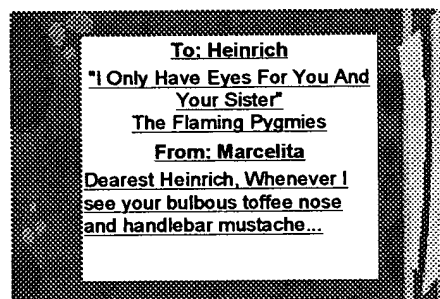 To: Heinrich
"I Only Have Eyes For You And
Your Sister"
The Flaming Pygmies
From: Marcelita
Dearest Heinrich, Whenever I
see your bulbous toffee nose
and handlebar mustache...